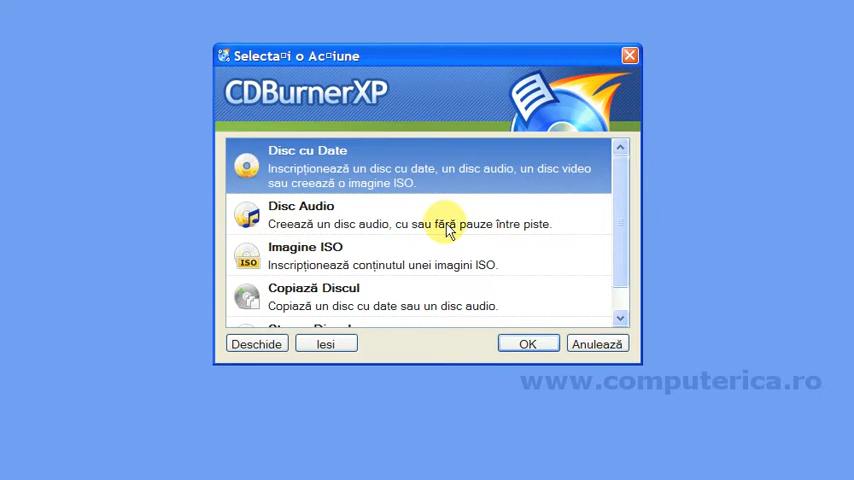 Selecta□i o Ac□iune
CDBurnerXP
Disc cu Date
Inscripționează un disc cu date, un disc audio, un disc video
sau creează o imagine ISO.
Disc Audio
Creează un disc audio, cu sau fără pauze între piste.
ISO
Imagine ISO
Inscripționează conținutul unei imagini ISO.
Copiază Discul
Copiază un disc cu date sau un disc audio.
Deschide
Iesi
OK
Anulează
www.computerica.ro